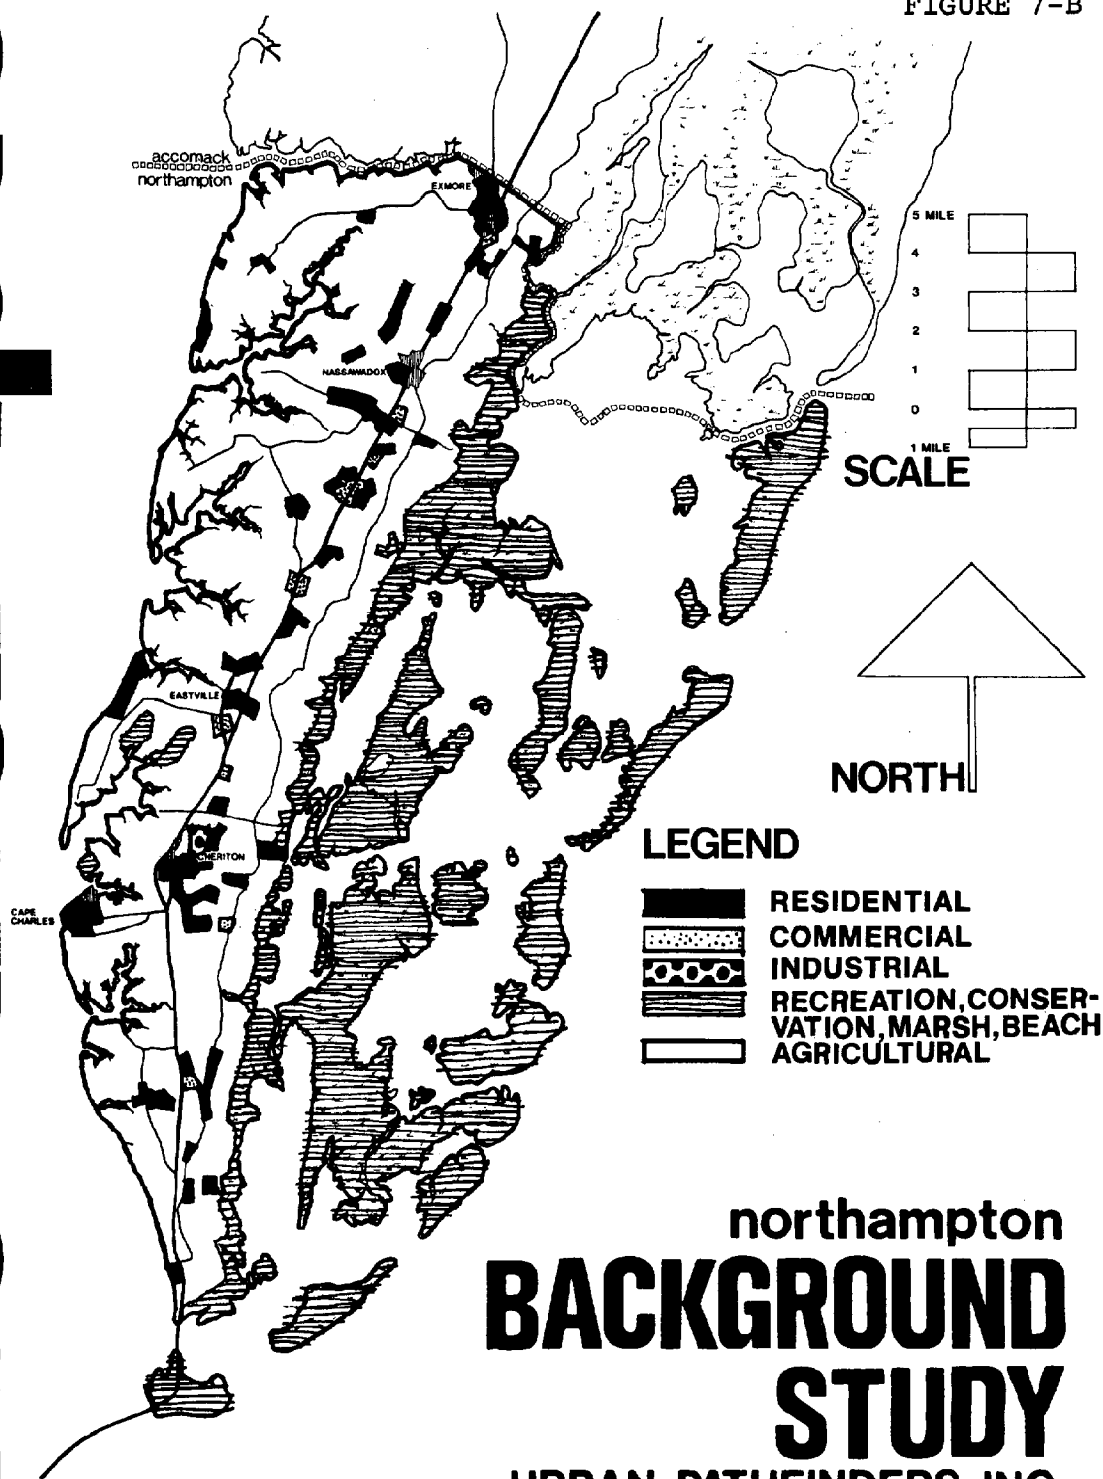 FIGURE 7-B
accomack
northampton
EXMORE
5 MILE
4
3
2
1
0
1 MILE
SCALE
NASSAWADOX
EASTVILLE
NORTH
CHERITON
CAPE
CHARLES
LEGEND
RESIDENTIAL
COMMERCIAL
INDUSTRIAL
RECREATION,CONSER-
VATION,MARSH,BEACH
AGRICULTURAL
northampton
BACKGROUND
STUDY
URBAN PATHFINDERS INC